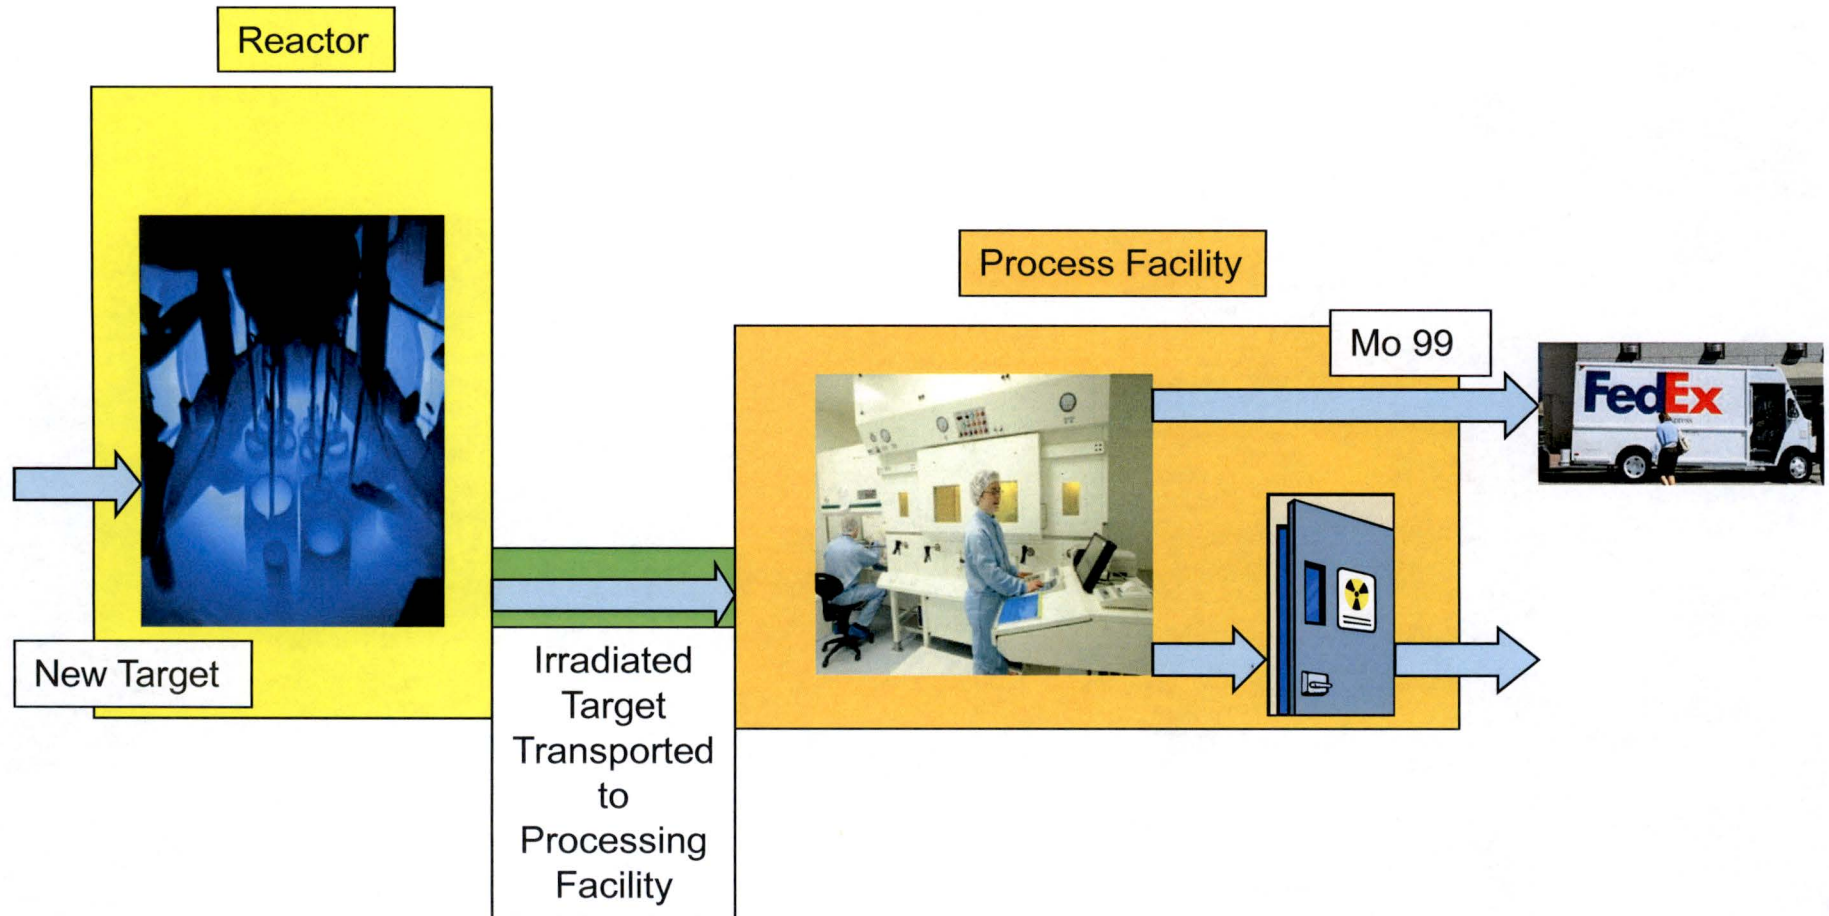 Reactor
New Target
Irradiated
Target
Transported
to
Processing
Facility
Process Facility
Mo 99
FedEx